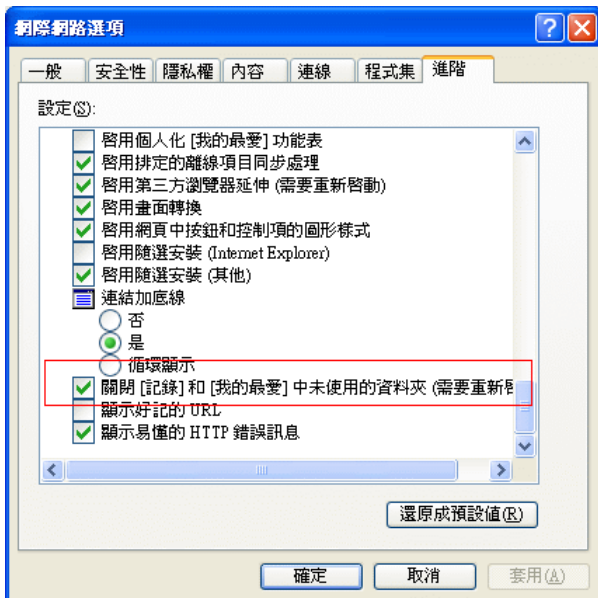 網際網路選項
一般 安全性 隱私權 內容 連線 程式集 進階
設定(S):
啓用個人化 [我的最愛] 功能表
啓用排定的離線項目同步處理
啓用第三方瀏覽器延伸 (需要重新啓動)
啓用畫面轉換
啓用網頁中按鈕和控制項的圖形樣式
啓用隨選安裝 (Internet Explorer)
啓用隨選安裝 (其他)
連結加底線
否
是
循環顯示
關閉 [記錄] 和 [我的最愛] 中未使用的資料夾 (需要重新啓
顯示好記的 URL
顯示易懂的 HTTP 錯誤訊息
還原成預設值(R)
確定 取消 套用(A)